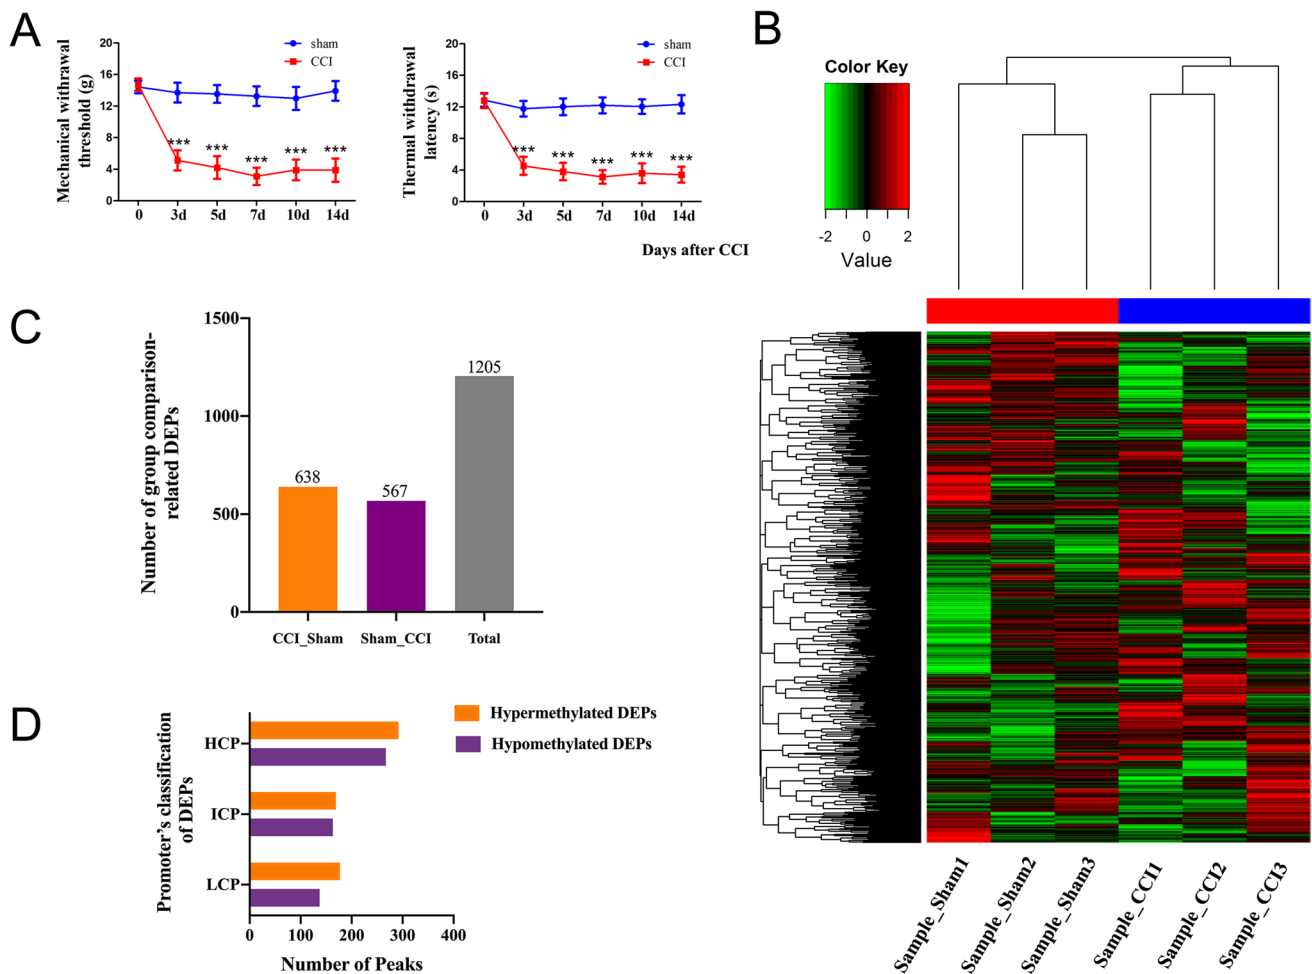 A
Mechanical withrawal
threshold (g)
20
16
12
8
4
0
sham
CCI
***
***
***
***
***
0
3d
5d
7d
10d
14d
Thermal withdrawal
latency (s)
20
16
12
8
4
0
sham
CCI
***
***
***
***
***
0
3d
5d
7d
10d
14d
Days after CCI
B
Color Key
-2
0
2
Value
Sample_Sham1
Sample_Sham2
Sample_Sham3
Sample_CCI1
Sample_CCI2
Sample_CCI3
C
Number of group comparison-
related DEPs
1500
1000
500
0
638
567
1205
CCI_Sham
Sham_CCI
Total
D
Promoter's classification
of DEPs
HCP
ICP
LCP
Hypermethylated DEPs
Hypomethylated DEPs
0
100
200
300
400
Number of Peaks